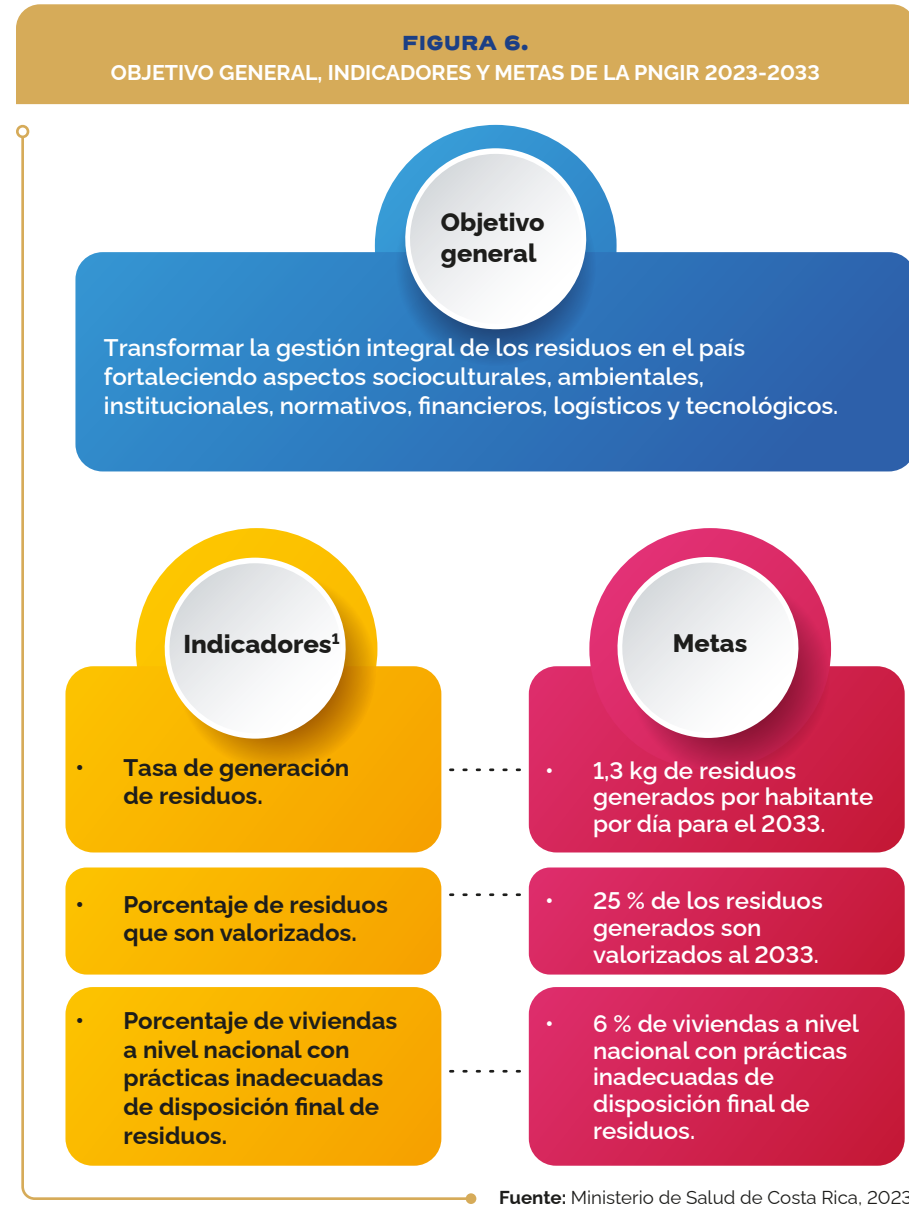 FIGURA 6.
OBJETIVO GENERAL, INDICADORES Y METAS DE LA PNGIR 2023-2033
Objetivo
general
Transformar la gestión integral de los residuos en el país
fortaleciendo aspectos socioculturales, ambientales,
institucionales, normativos, financieros, logísticos y tecnológicos.
Indicadores¹
Metas
• Tasa de generación
de residuos.
• 1,3 kg de residuos
generados por habitante
por día para el 2033.
• Porcentaje de residuos
que son valorizados.
• 25 % de los residuos
generados son
valorizados al 2033.
• Porcentaje de viviendas
a nivel nacional con
prácticas inadecuadas
de disposición final de
residuos.
• 6 % de viviendas a nivel
nacional con prácticas
inadecuadas de
disposición final de
residuos.
Fuente: Ministerio de Salud de Costa Rica, 2023